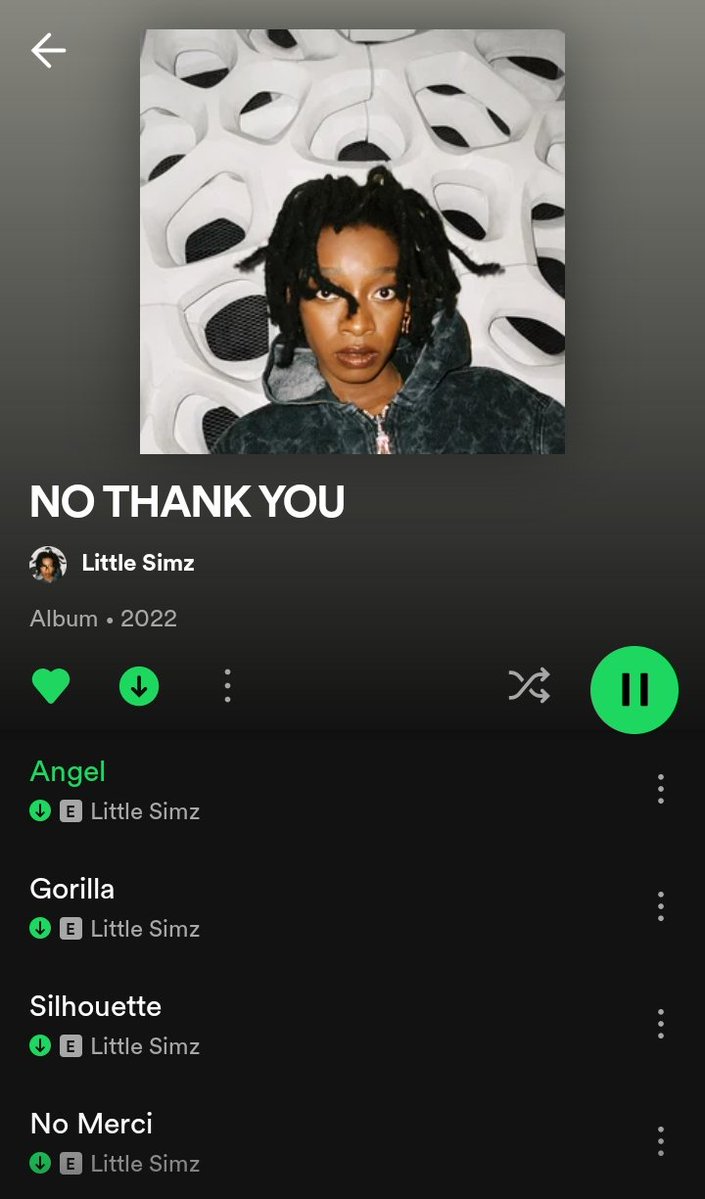 NO THANK YOU
Little Simz
Album • 2022
Angel
E Little Simz
Gorilla
E Little Simz
Silhouette
E Little Simz
No Merci
E Little Simz